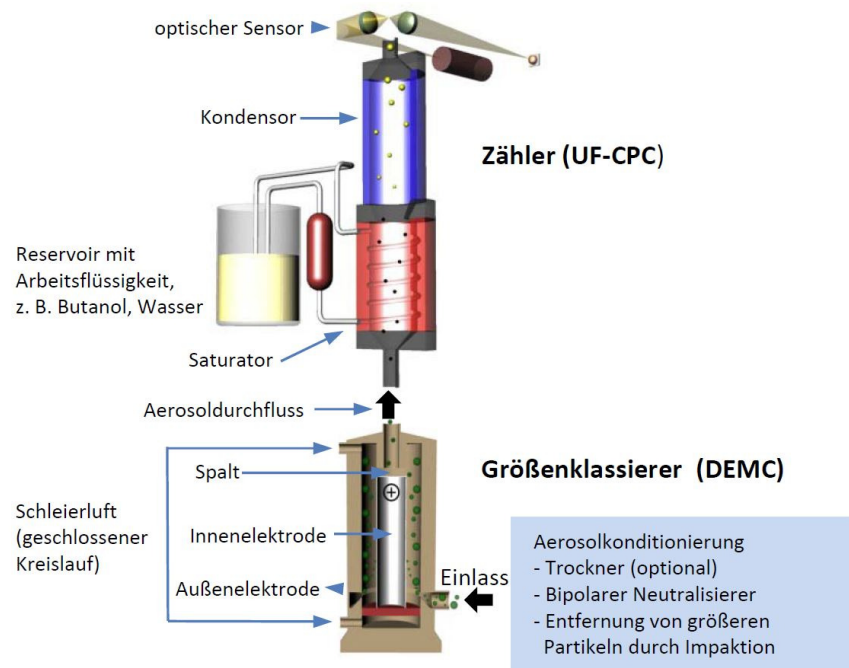 optischer Sensor
Kondensor
Zähler (UF-CPC)
Reservoir mit
Arbeitsflüssigkeit,
z. B. Butanol, Wasser
Saturator
Aerosoldurchfluss
Größenklassierer (DEMC)
Spalt
Schleierluft
(geschlossener
Kreislauf)
Innenelektrode
Außenelektrode
Einlass
Aerosolkonditionierung
- Trockner (optional)
- Bipolarer Neutralisierer
- Entfernung von größeren
Partikeln durch Impaktion